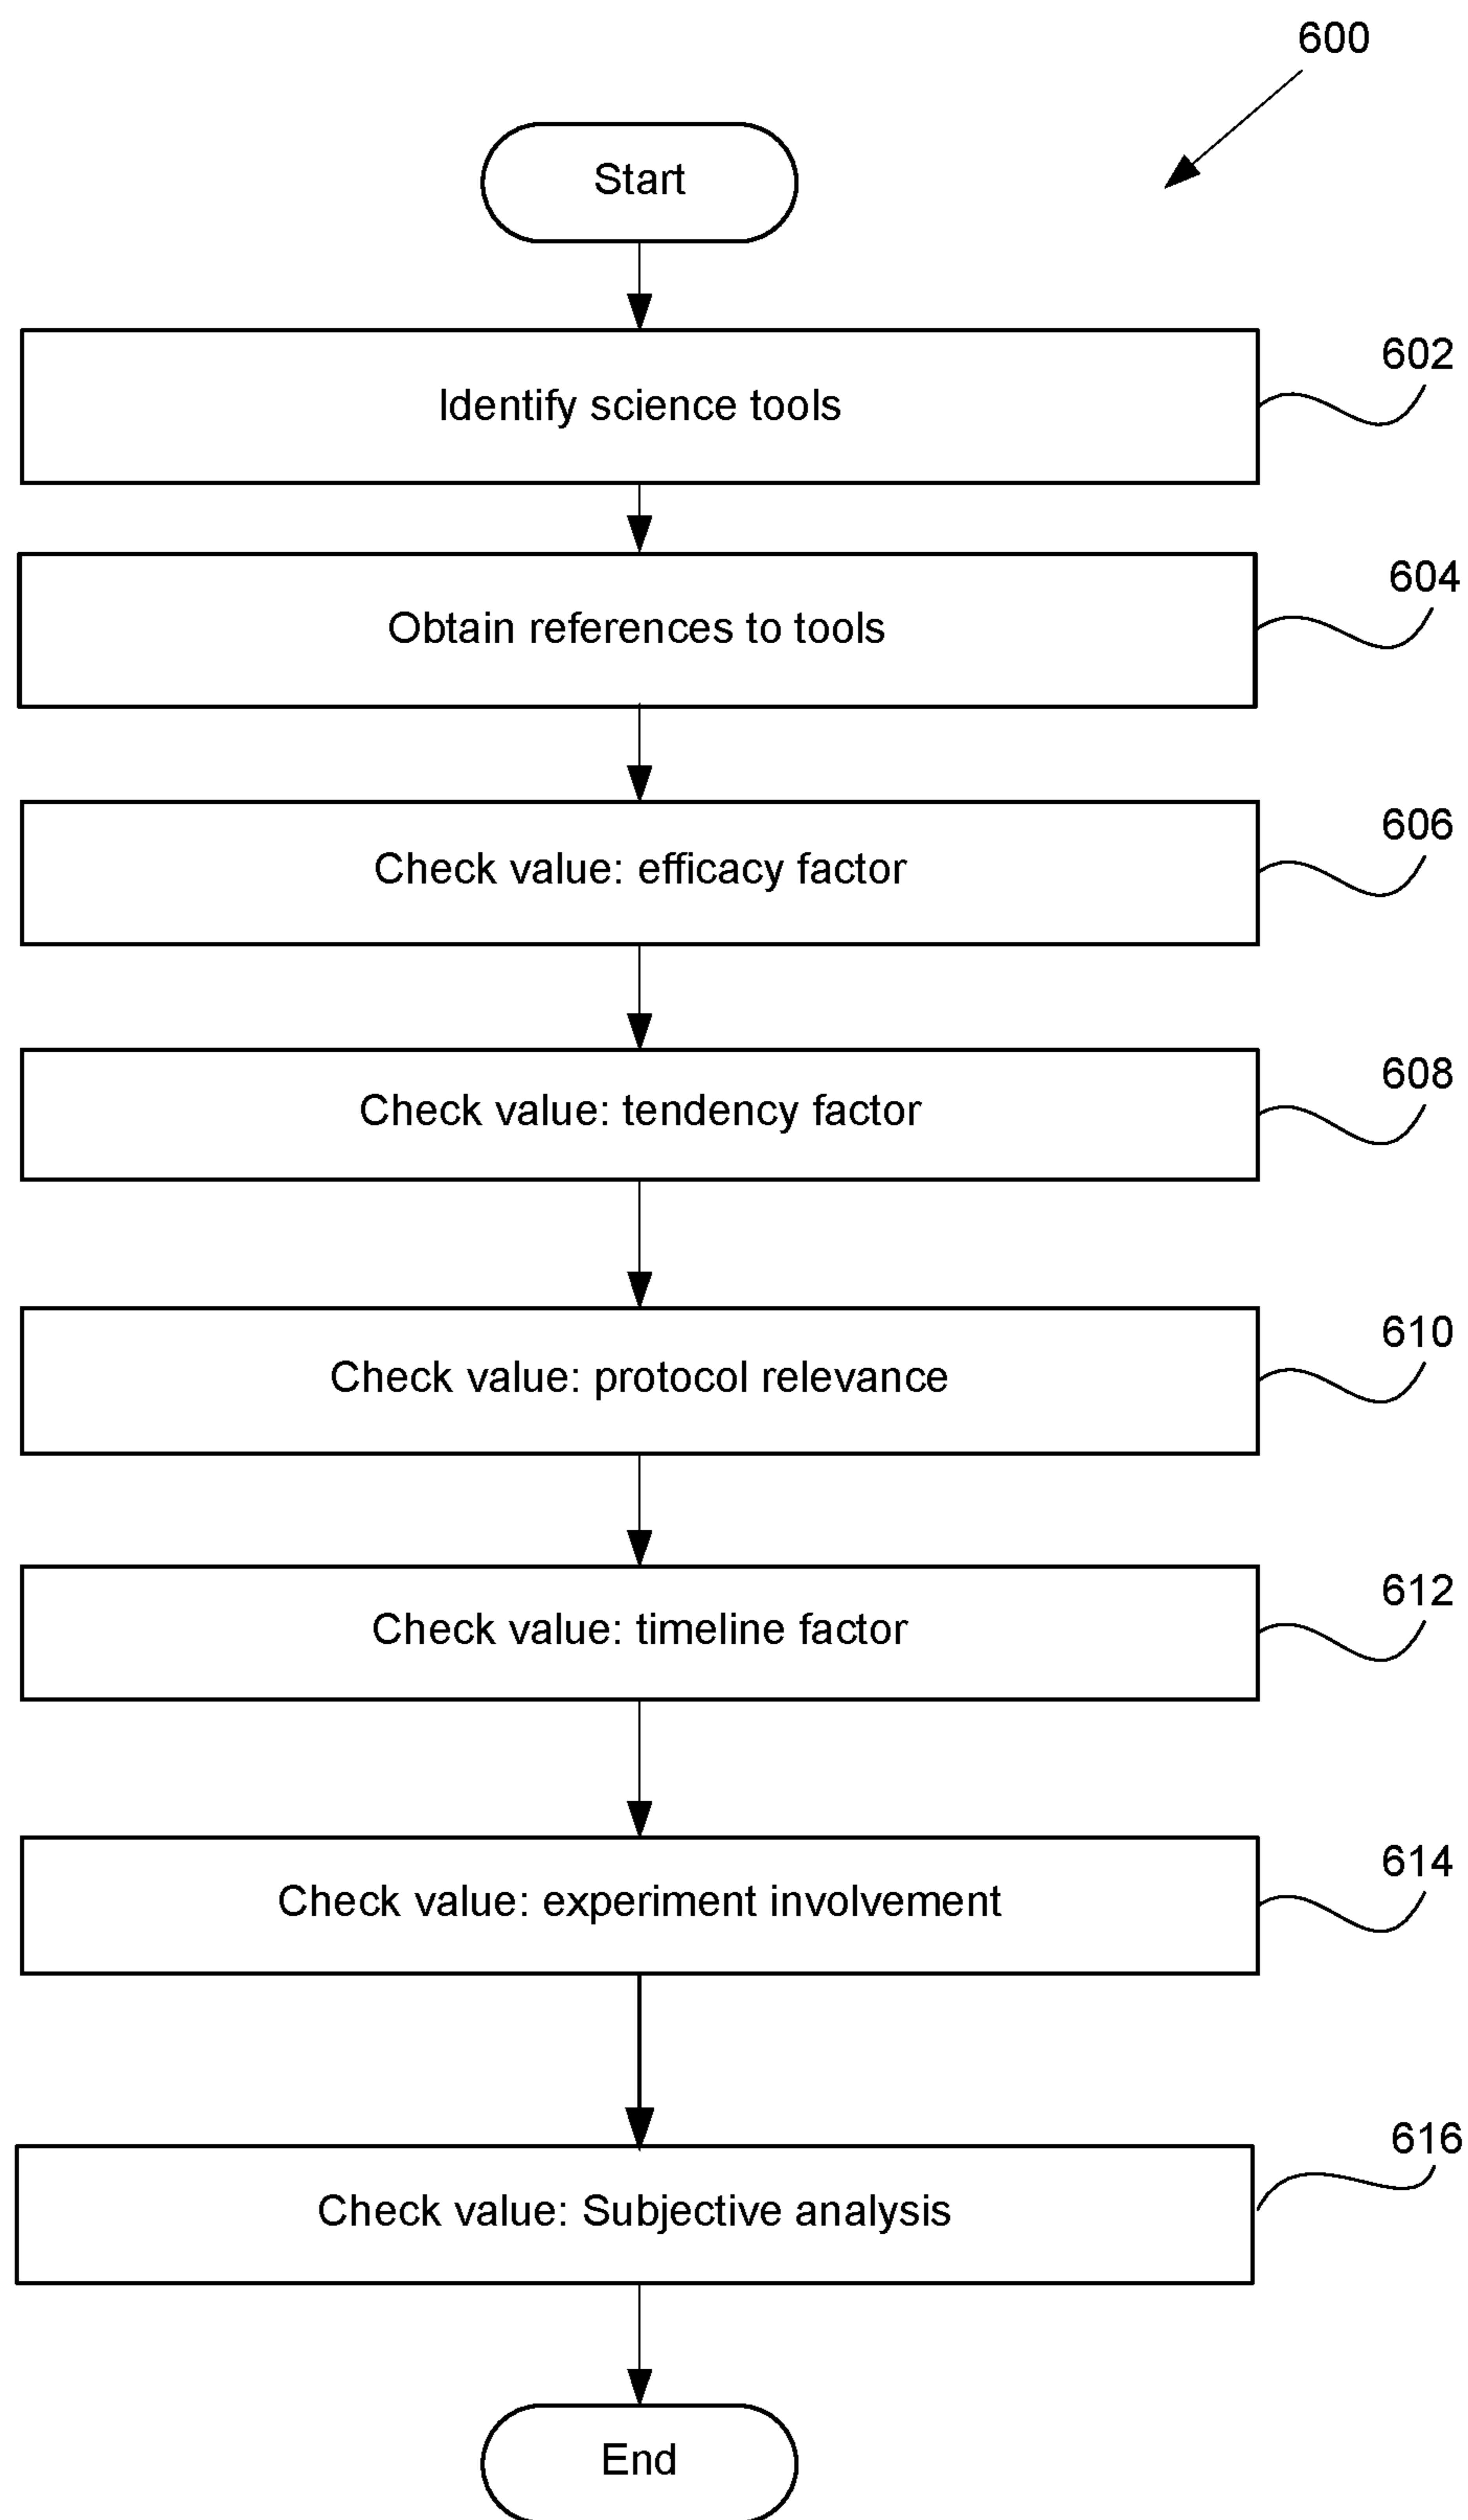 600
Start
Identify science tools
602
Obtain references to tools
604
Check value: efficacy factor
606
Check value: tendency factor
608
Check value: protocol relevance
610
Check value: timeline factor
612
Check value: experiment involvement
614
Check value: Subjective analysis
616
End